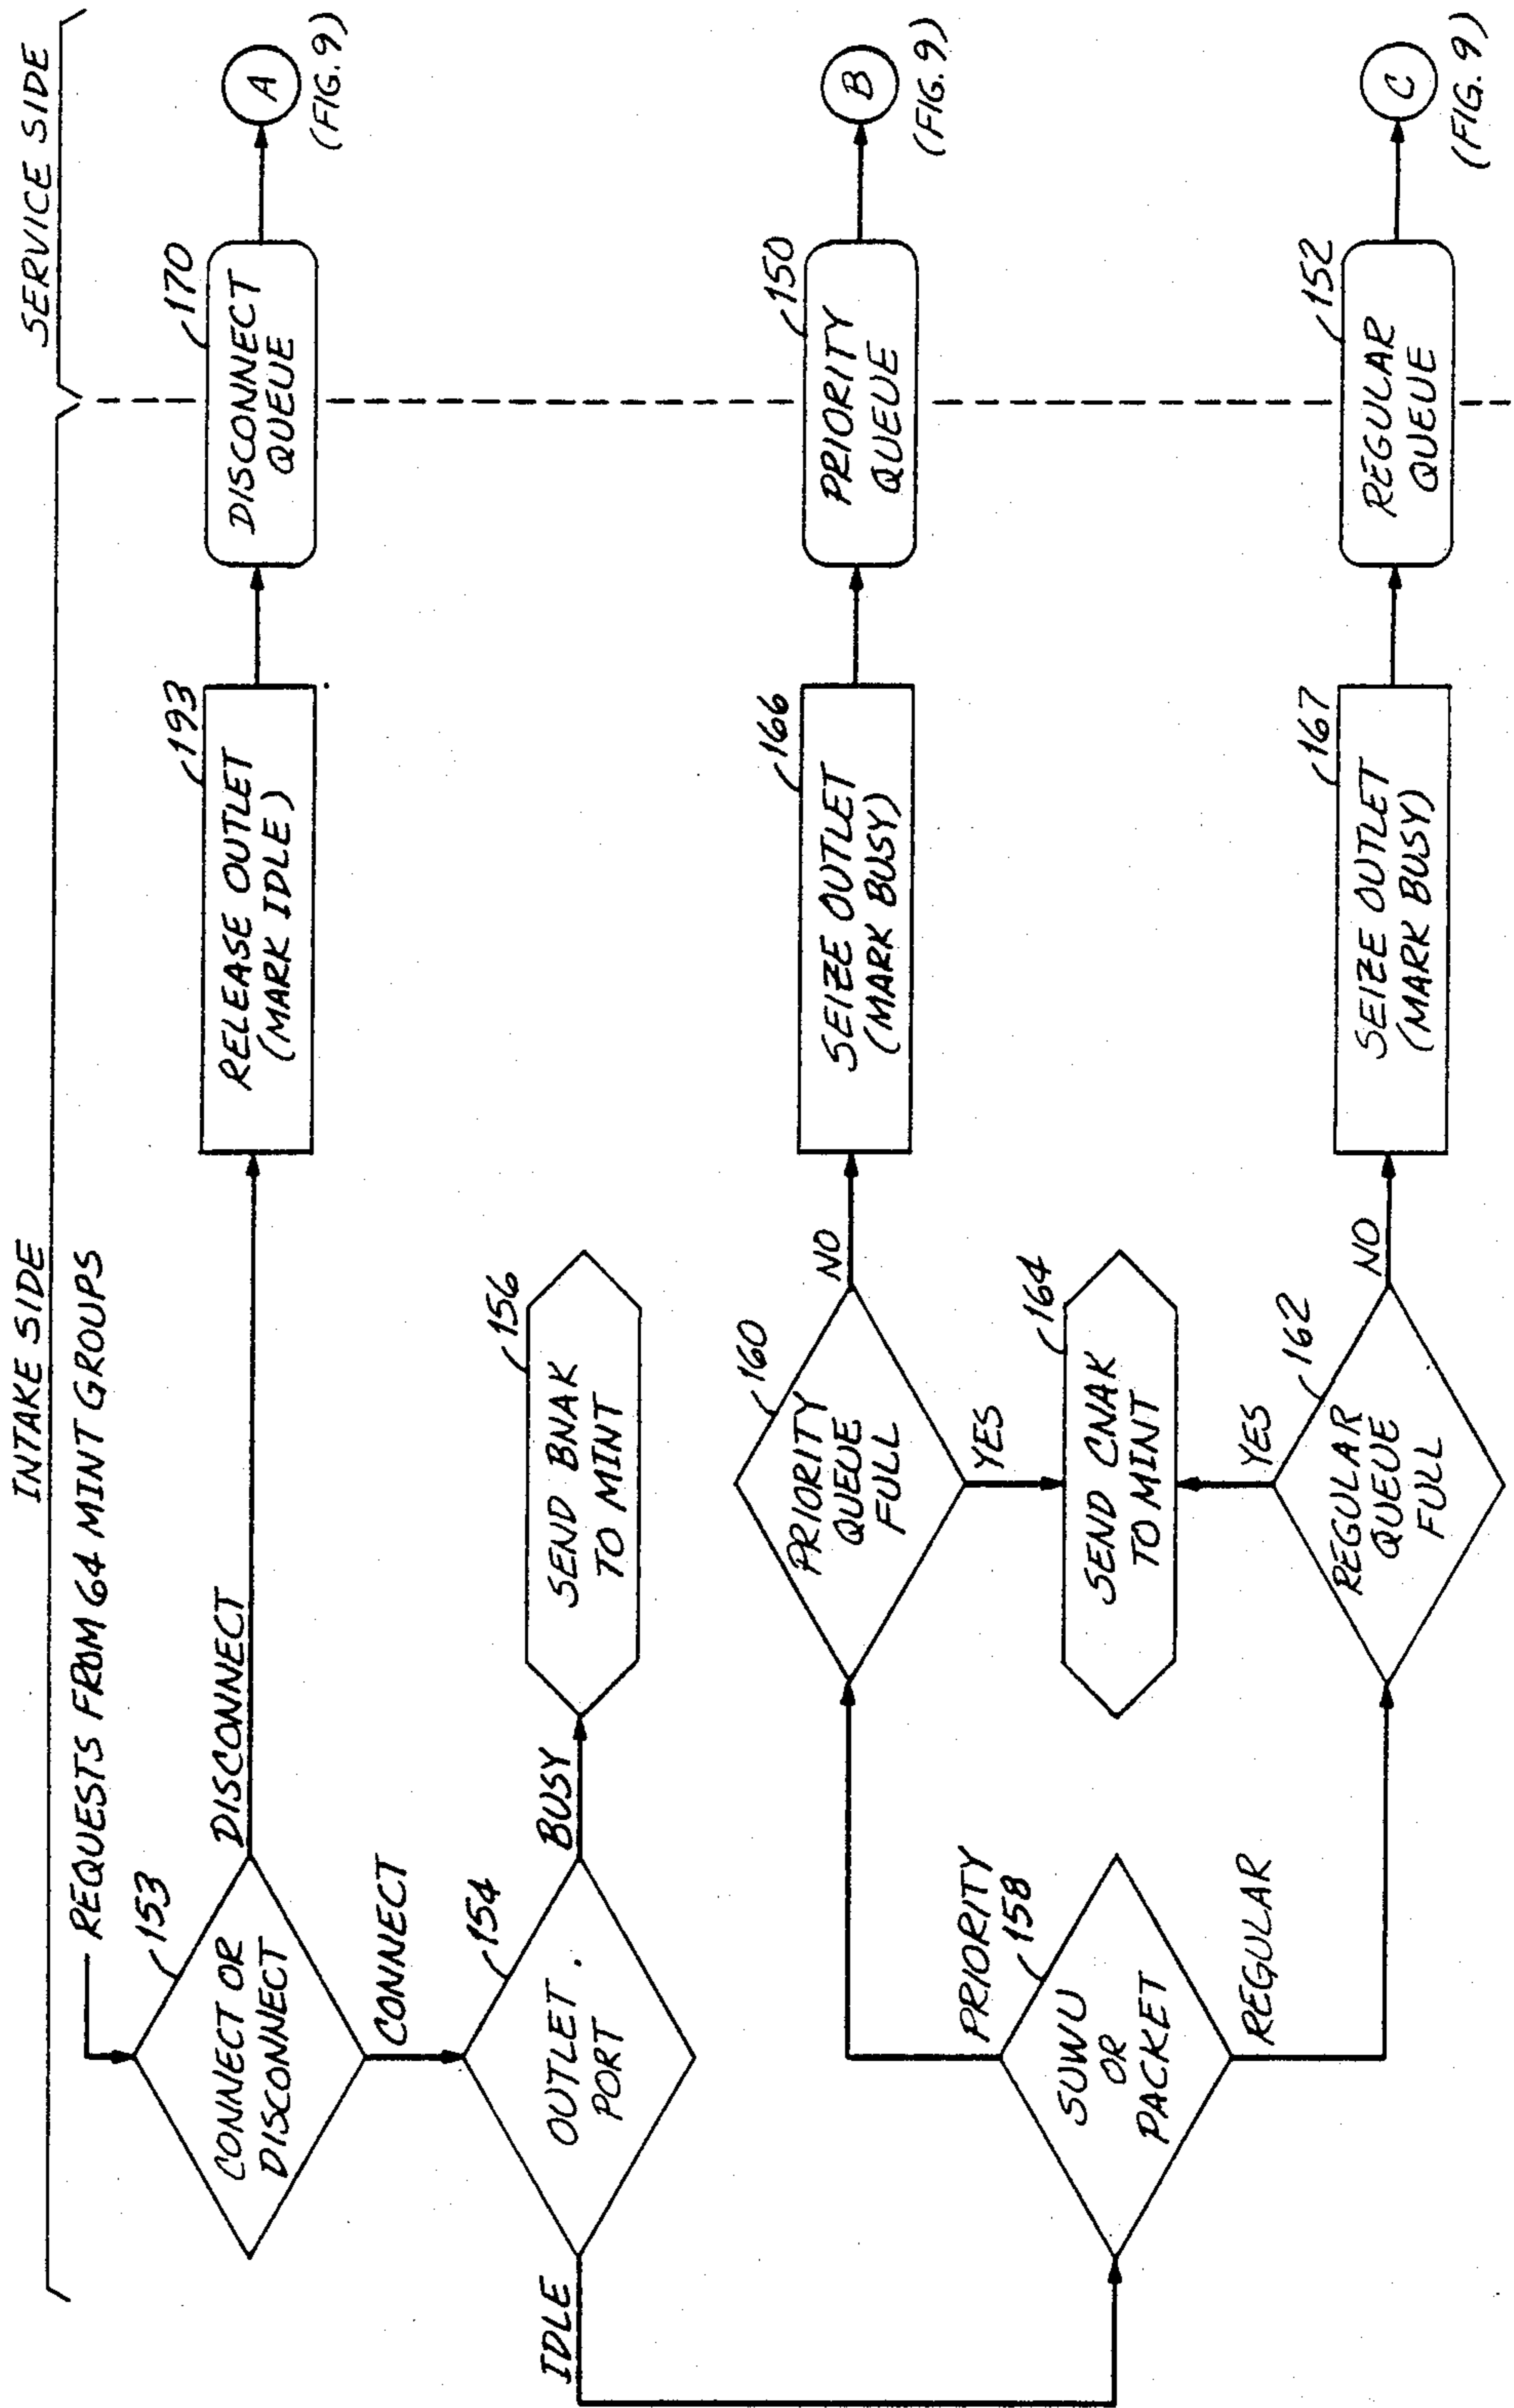 INTAKE SIDE
SERVICE SIDE
REQUESTS FROM 64 MINT GROUPS
153
CONNECT OR
DISCONNECT
DISCONNECT
193
RELEASE OUTLET
(MARK IDLE)
170
DISCONNECT
QUEUE
A
(FIG. 9)
CONNECT
154
OUTLET
PORT
BUSY
156
SEND BNAK
TO MINT
IDLE
PRIORITY
158
SUWU
OR
PACKET
REGULAR
160
PRIORITY
QUEUE
FULL
NO
YES
166
SEIZE OUTLET
(MARK BUSY)
150
PRIORITY
QUEUE
B
(FIG. 9)
164
SEND CNAK
TO MINT
YES
162
REGULAR
QUEUE
FULL
NO
167
SEIZE OUTLET
(MARK BUSY)
152
REGULAR
QUEUE
C
(FIG. 9)